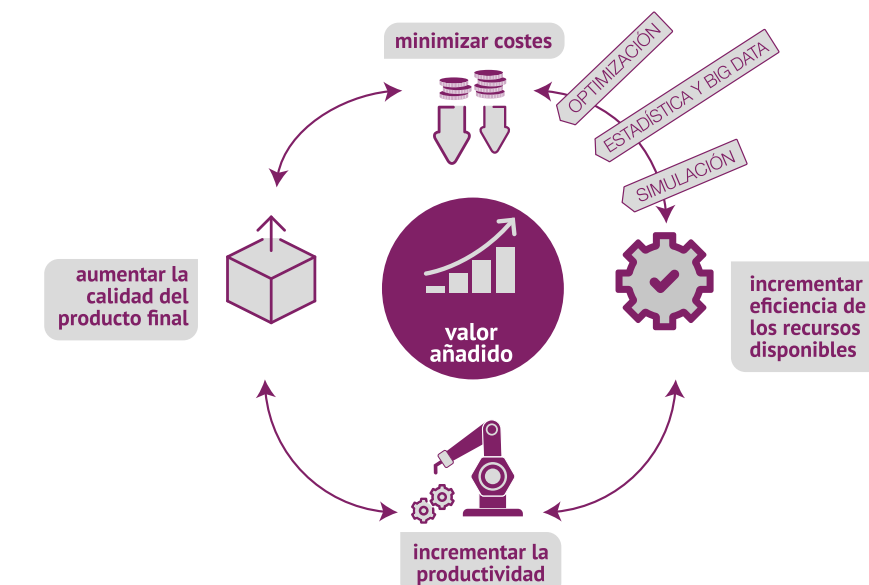 minimizar costes
OPTIMIZACIÓN
ESTADÍSTICA Y BIG DATA
SIMULACIÓN
aumentar la
calidad del
producto final
valor
añadido
incrementar
eficiencia de
los recursos
disponibles
incrementar la
productividad